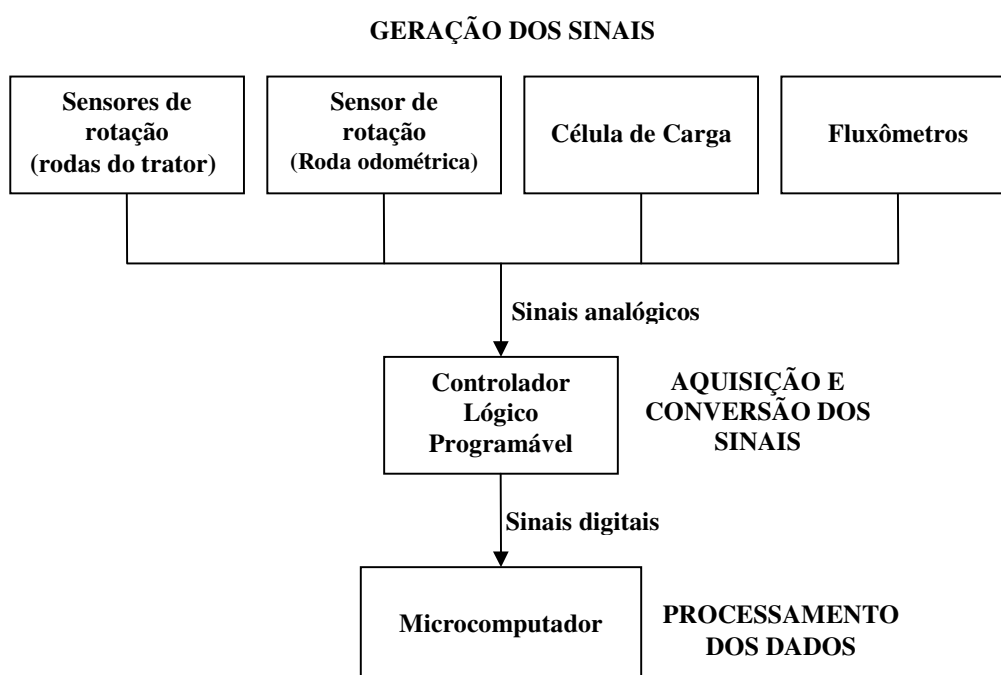 GERAÇÃO DOS SINAIS
Sensores de
rotação
(rodas do trator)
Sensor de
rotação
(Roda odométrica)
Célula de Carga
Fluxômetros
Sinais analógicos
Controlador
Lógico
Programável
AQUISIÇÃO E
CONVERSÃO DOS
SINAIS
Sinais digitais
Microcomputador
PROCESSAMENTO
DOS DADOS